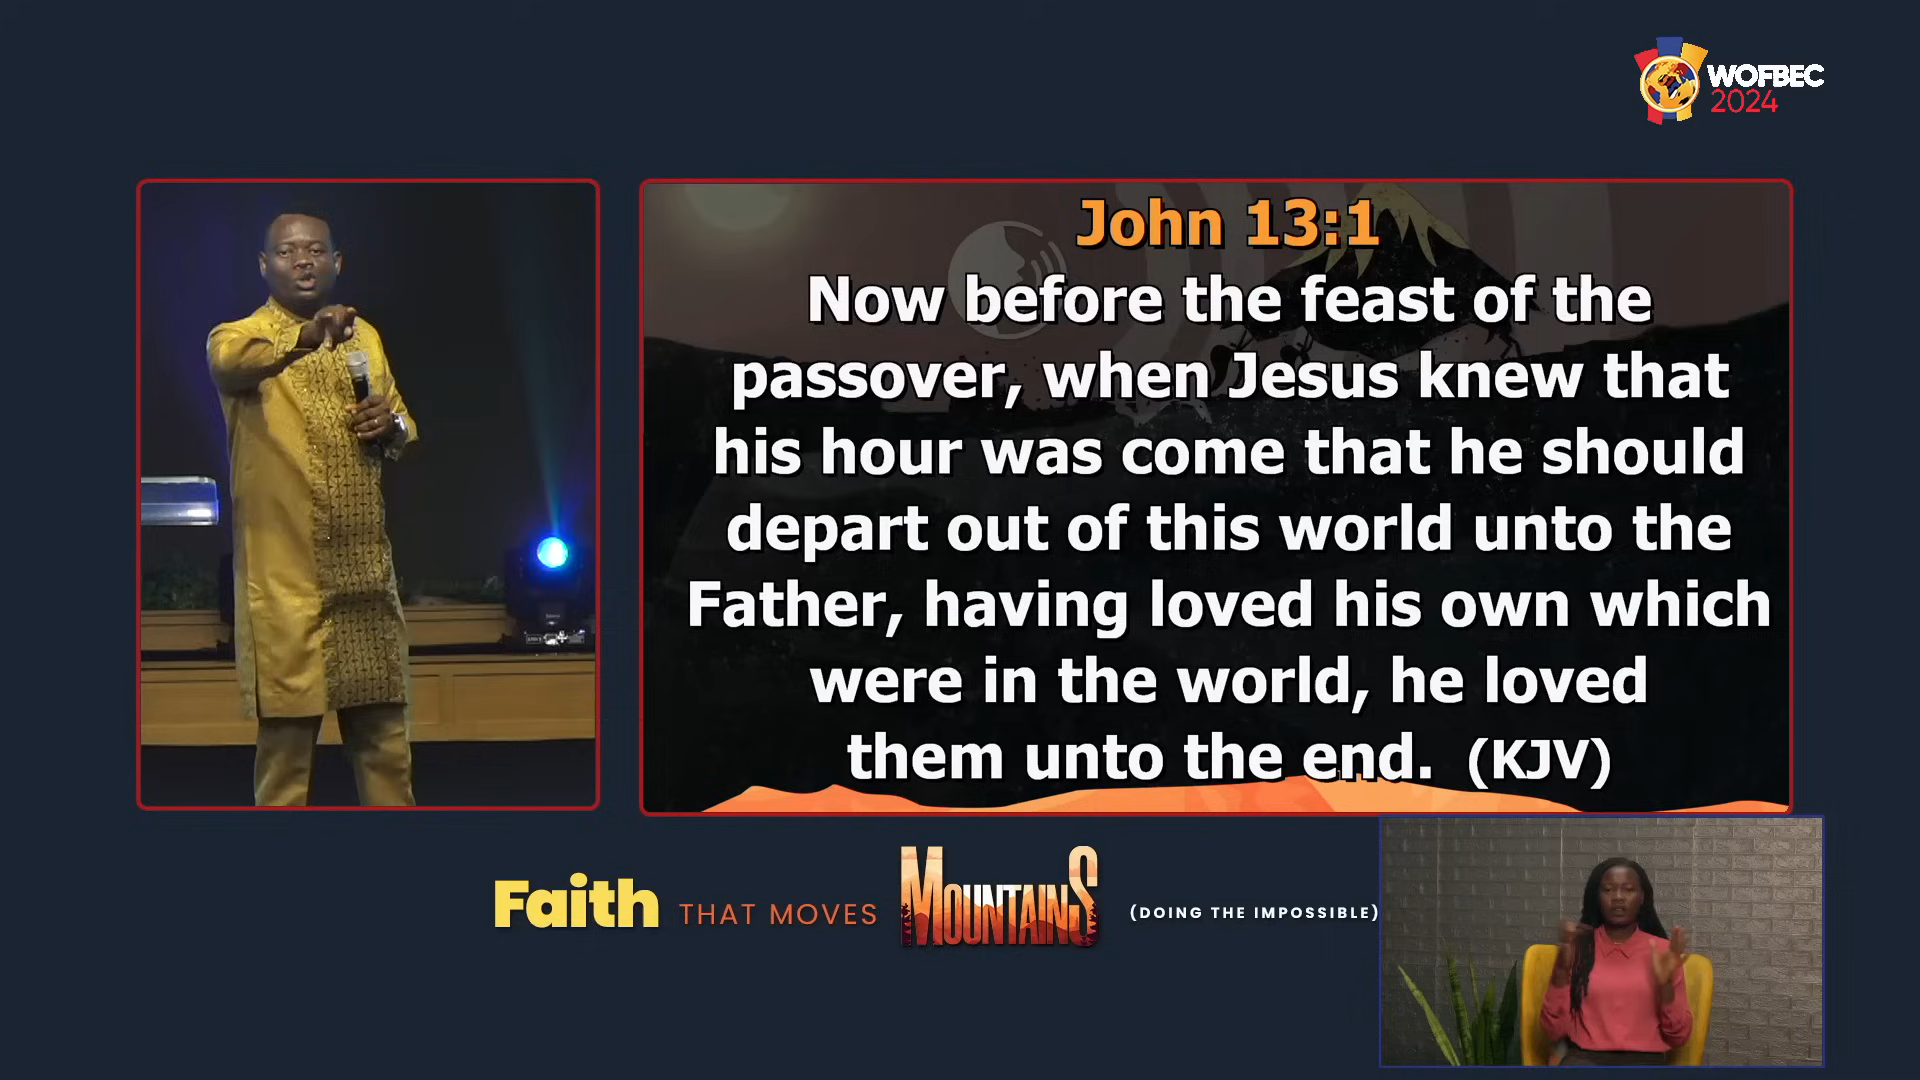 WOFBEC
2024
John 13:1
Now before the feast of the
passover, when Jesus knew that
his hour was come that he should
depart out of this world unto the
Father, having loved his own which
were in the world, he loved
them unto the end. (KJV)
Faith THAT MOVES MOUNTAINS (DOING THE IMPOSSIBLE)